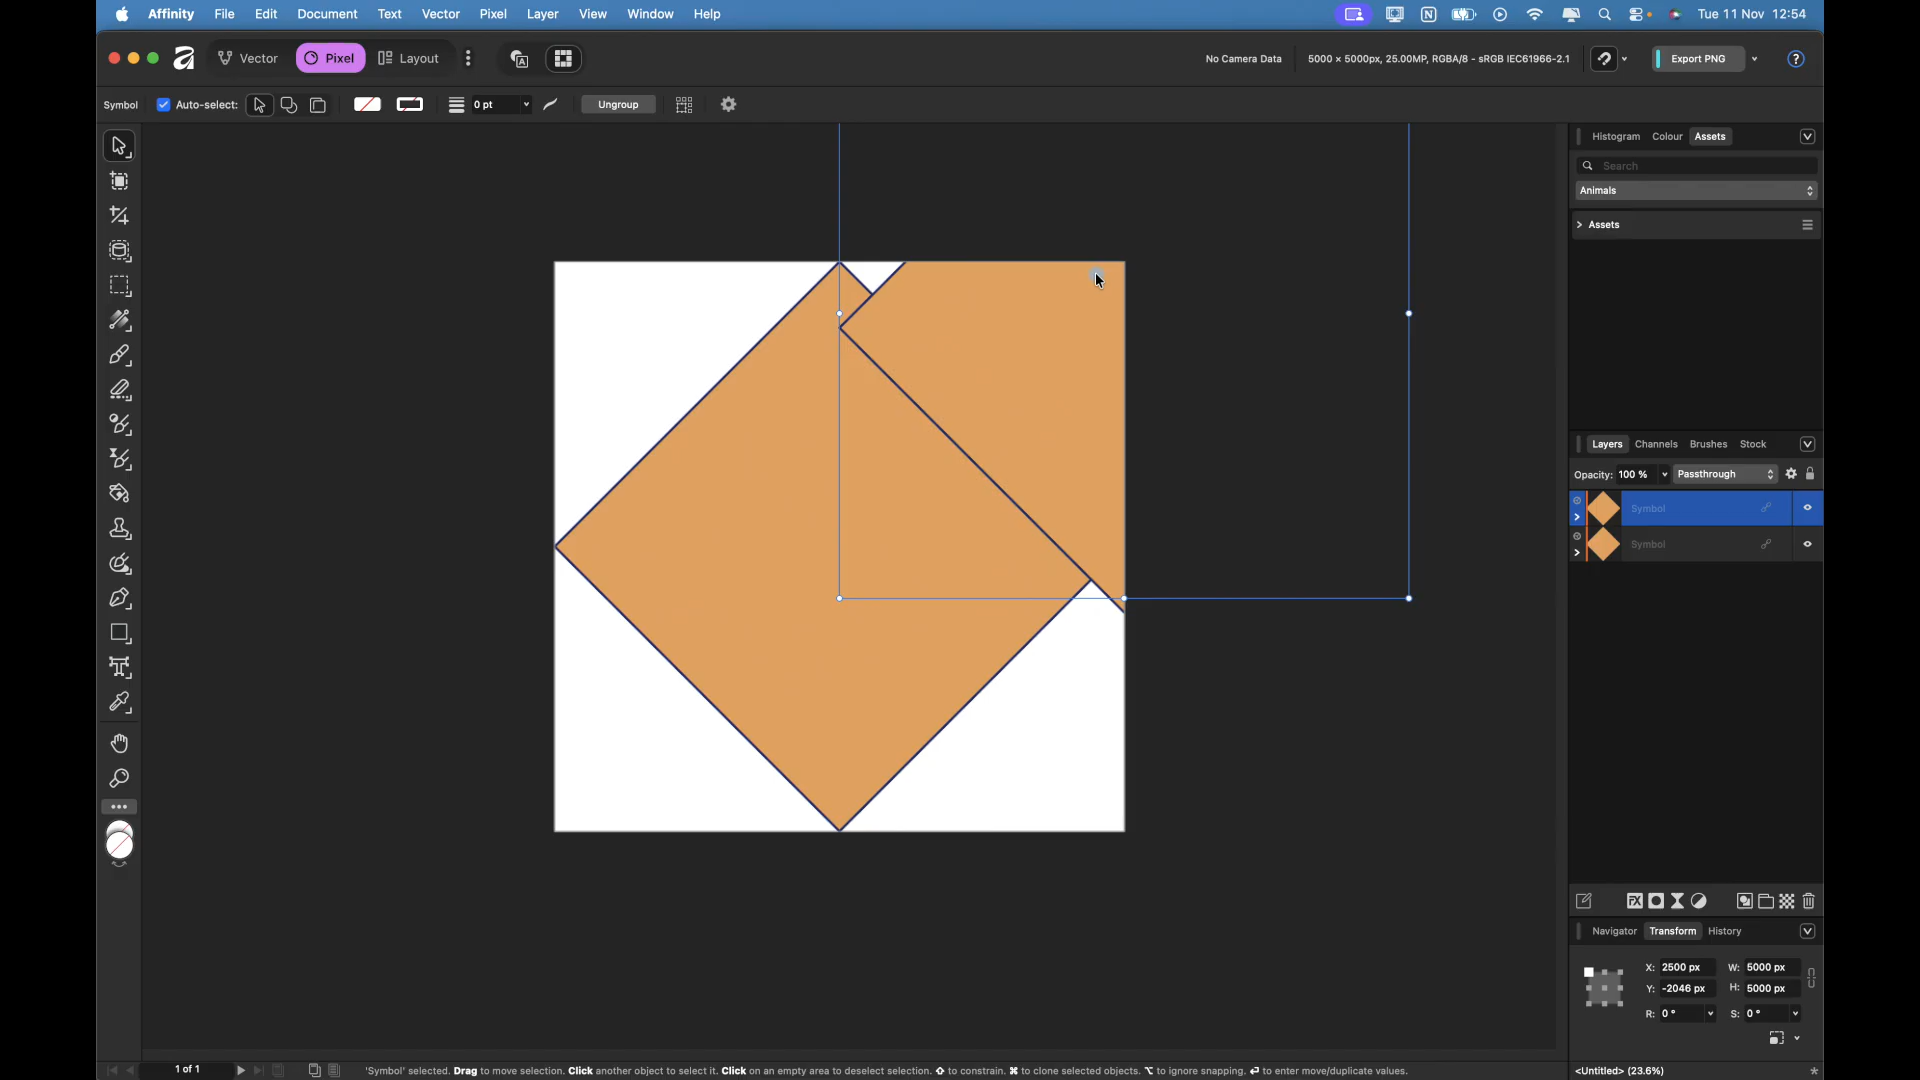 Affinity File Edit Document Text Vector Pixel Layer View Window Help Tue 11 Nov 12:54
Vector Pixel Layout No Camera Data 5000 × 5000px, 25.00MP, RGBA/8 - sRGB IEC61966-2.1 Export PNG
Symbol Auto-select: 0 pt Ungroup
Histogram Colour Assets
Search
Animals
Assets
Layers Channels Brushes Stock
Opacity: 100 % Passthrough
Symbol
Symbol
Navigator Transform History
X: 2500 px W: 5000 px
Y: -2046 px H: 5000 px
R: 0 ° S: 0 °
1 of 1 'Symbol' selected. Drag to move selection. Click another object to select it. Click on an empty area to deselect selection. ⇧ to constrain. ⌘ to clone selected objects. ⌥ to ignore snapping. ⏎ to enter move/duplicate values. <Untitled> (23.6%) *